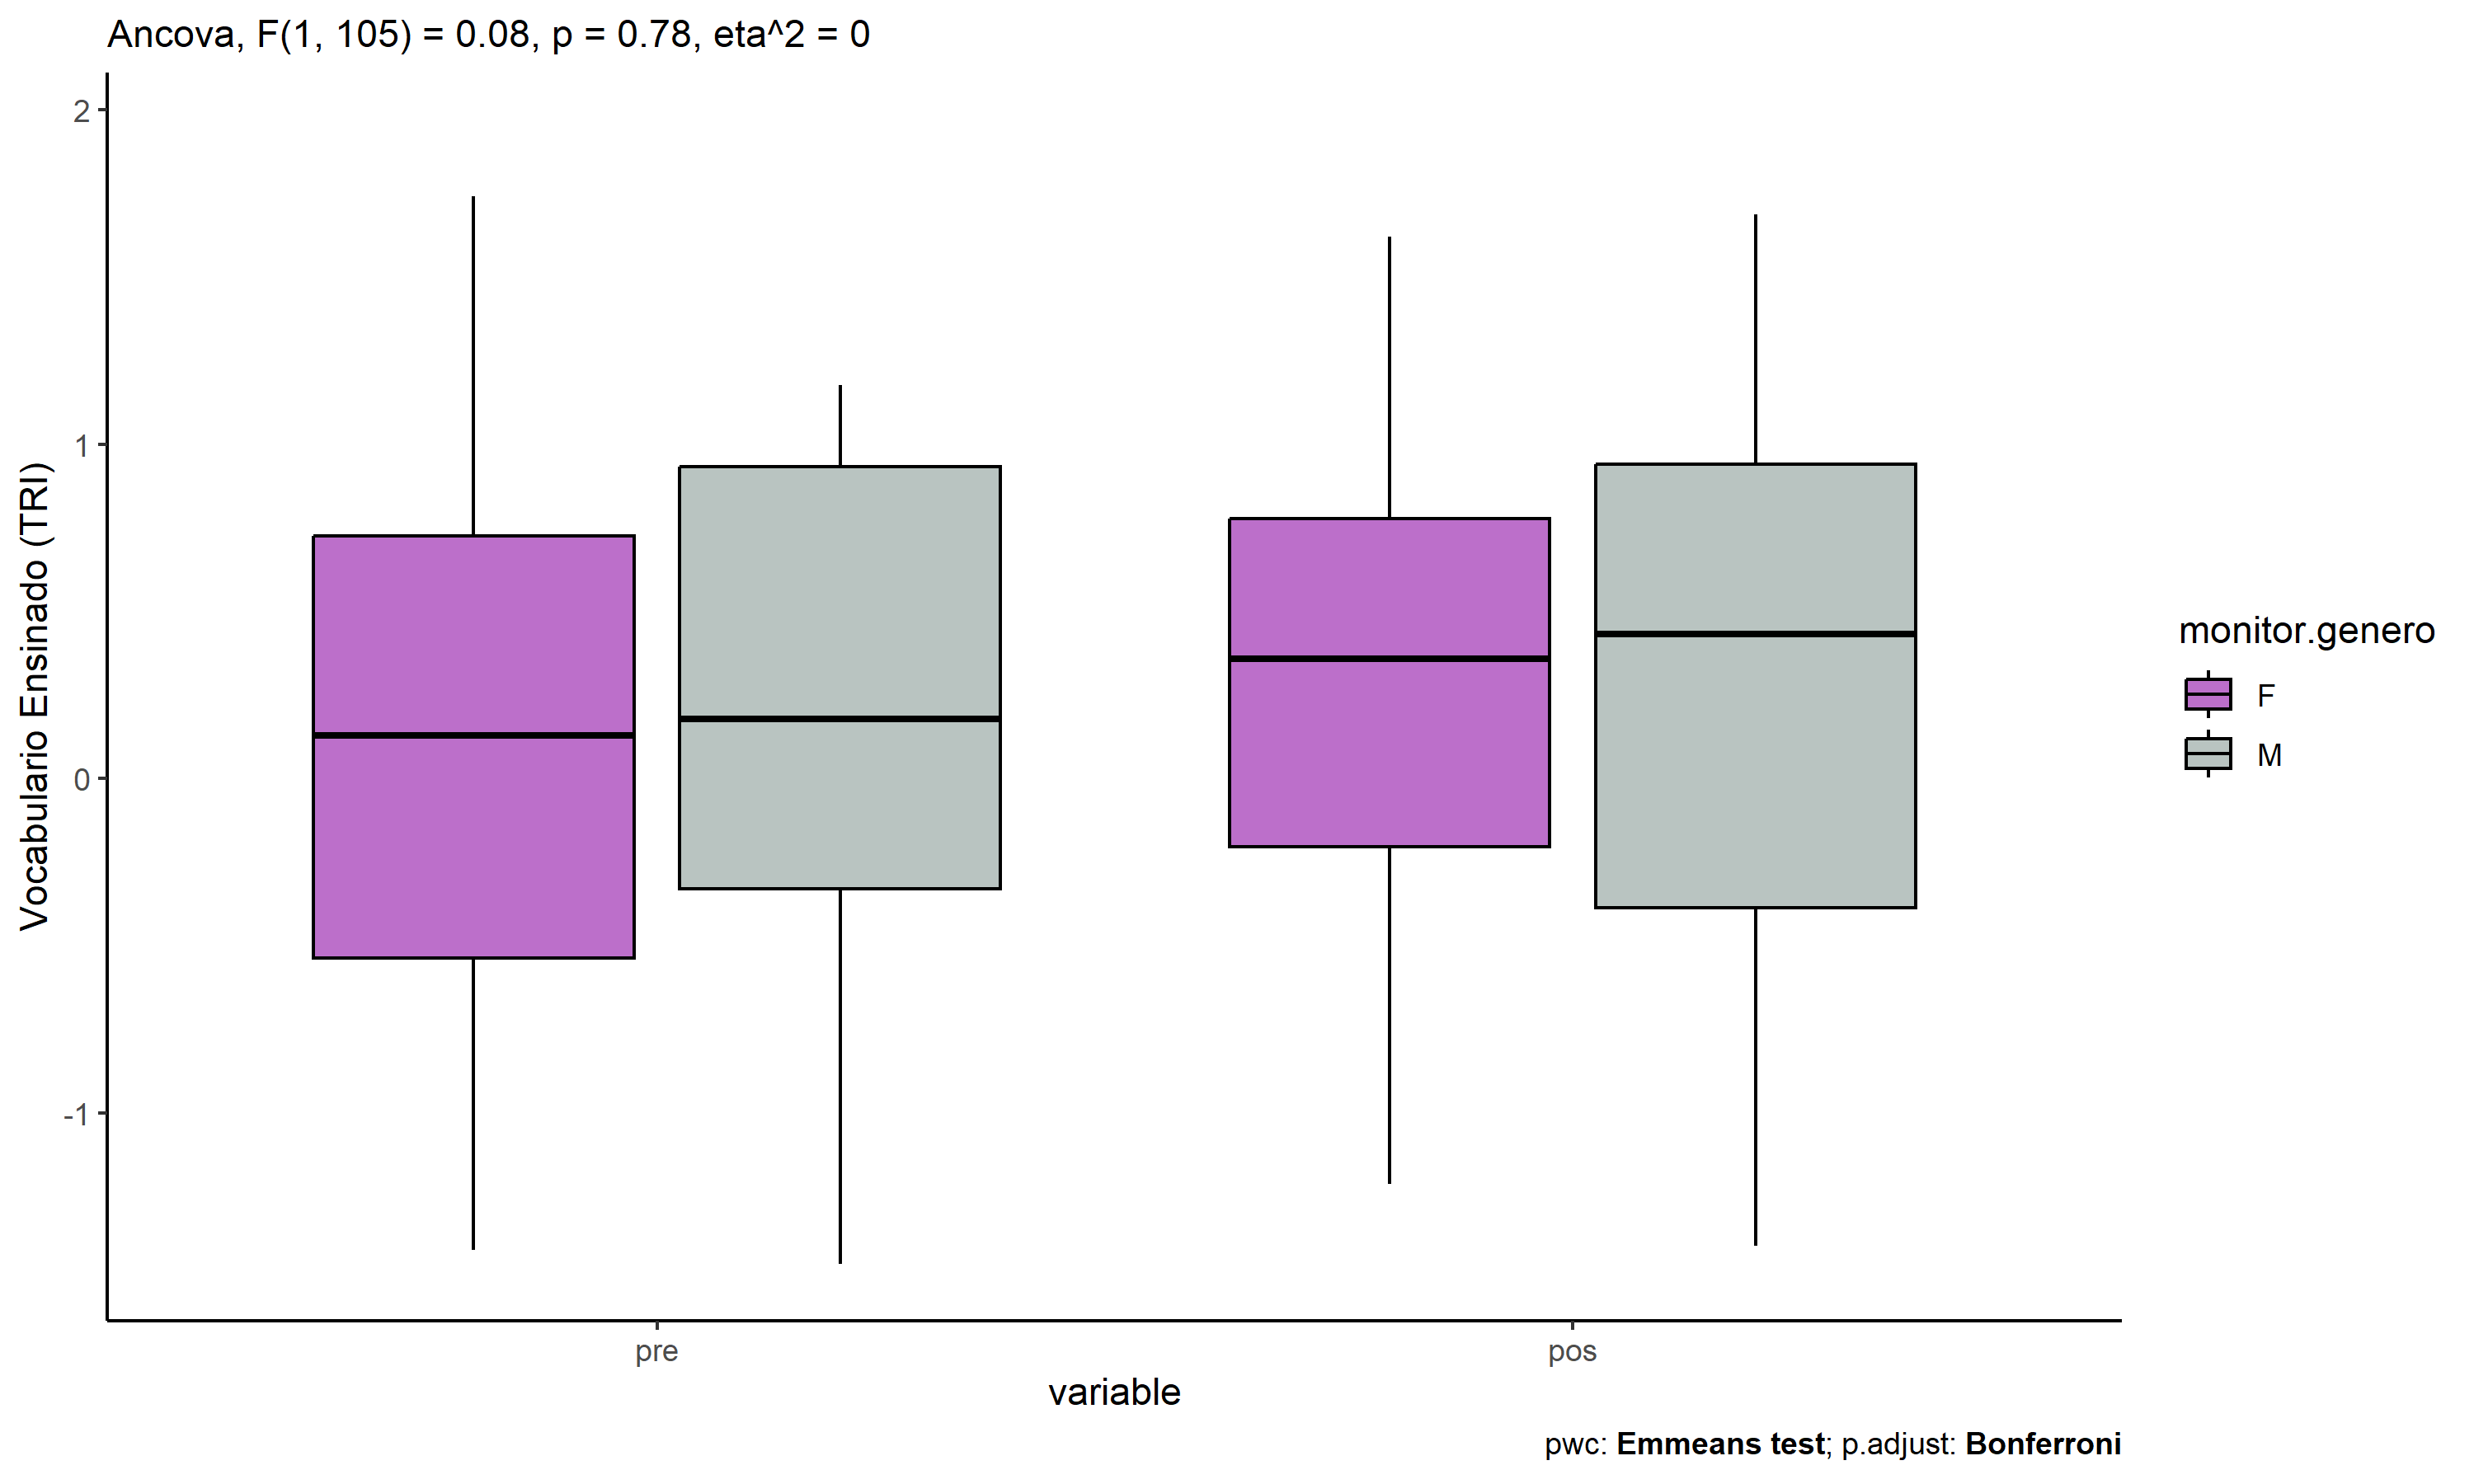 Ancova, F(1, 105) = 0.08, p = 0.78, eta^2 = 0
2
1
0
-1
Vocabulario Ensinado (TRI)
pre
pos
variable
monitor.genero
F
M
pwc: Emmeans test; p.adjust: Bonferroni